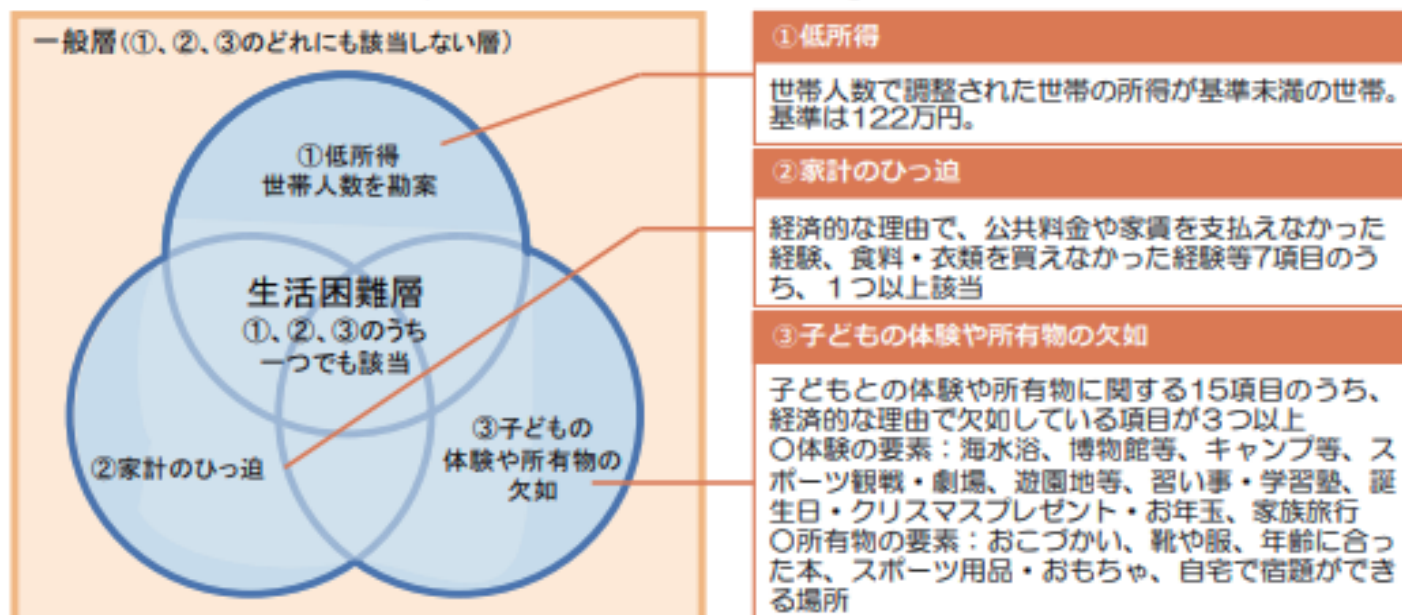 一般層(①、②、③のどれにも該当しない層)
①低所得
世帯人数を勘案
生活困難層
①、②、③のうち
一つでも該当
②家計のひっ迫
③子どもの
体験や所有物の
欠如
①低所得
世帯人数で調整された世帯の所得が基準未満の世帯。
基準は122万円。
②家計のひっ迫
経済的な理由で、公共料金や家賃を支払えなかった
経験、食料・衣類を買えなかった経験等7項目のう
ち、1つ以上該当
③子どもの体験や所有物の欠如
子どもとの体験や所有物に関する15項目のうち、
経済的な理由で欠如している項目が3つ以上
〇体験の要素：海水浴、博物館等、キャンプ等、ス
ポーツ観戦・劇場、遊園地等、習い事・学習塾、誕
生日・クリスマスプレゼント・お年玉、家族旅行
〇所有物の要素：おこづかい、靴や服、年齢に合っ
た本、スポーツ用品・おもちゃ、自宅で宿題ができ
る場所